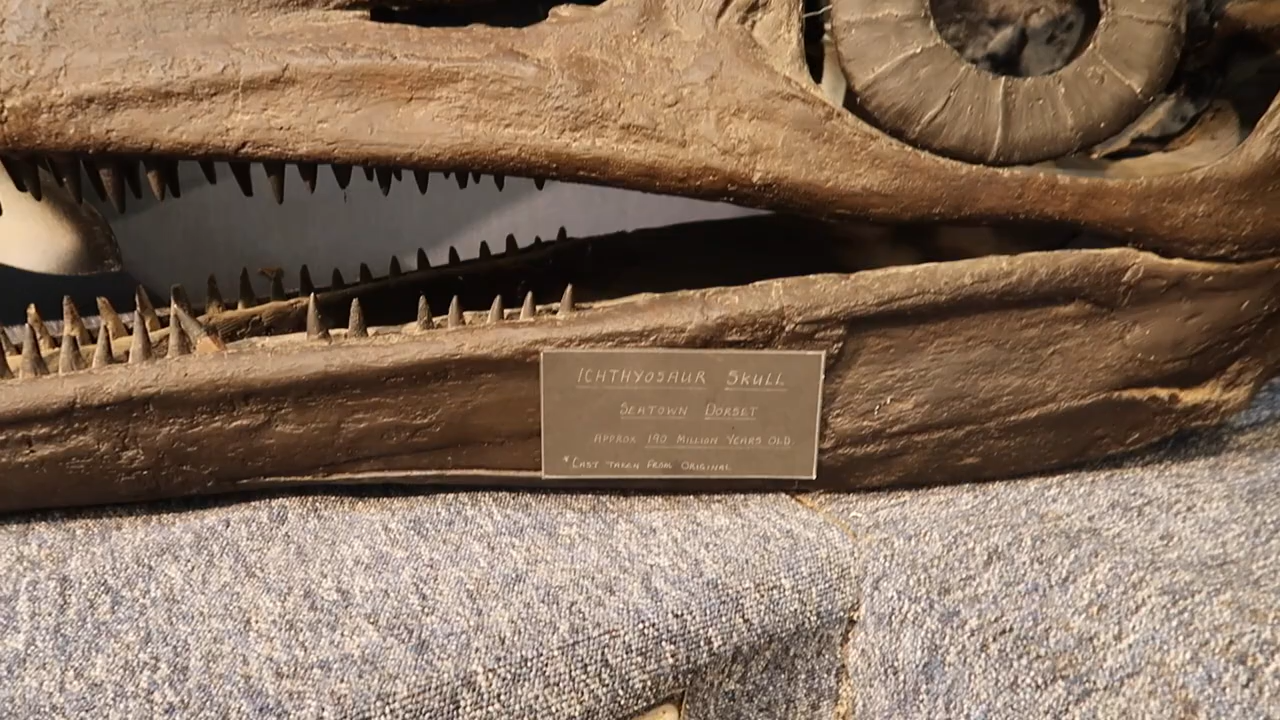 ICHTHYOSAUR SKULL
SEATOWN DORSET
APPROX 190 MILLION YEARS OLD
*CAST TAKEN FROM ORIGINAL